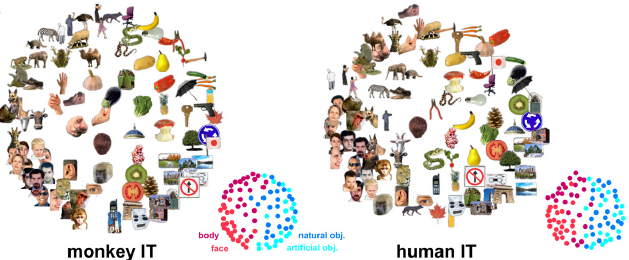 body
face
natural obj.
artificial obj.
monkey IT
human IT